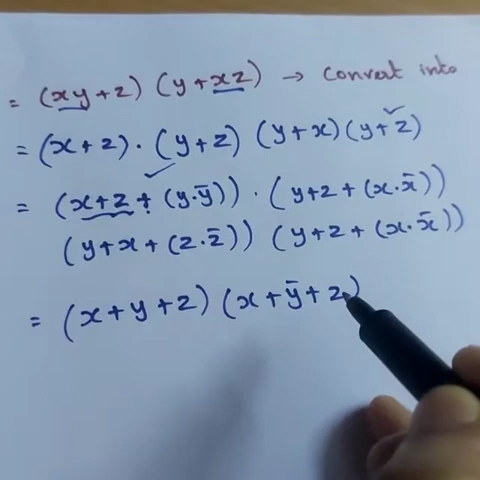 = (xy+z) (y+xz) → Convert into
= (x+z) · (y+z) (y+x) (y+z)
= (x+z + (y.ȳ)) · (y+z + (x.x̄))
(y+x + (z.z̄)) (y+z + (x.x̄))
= (x+y+z) (x+ȳ+z)